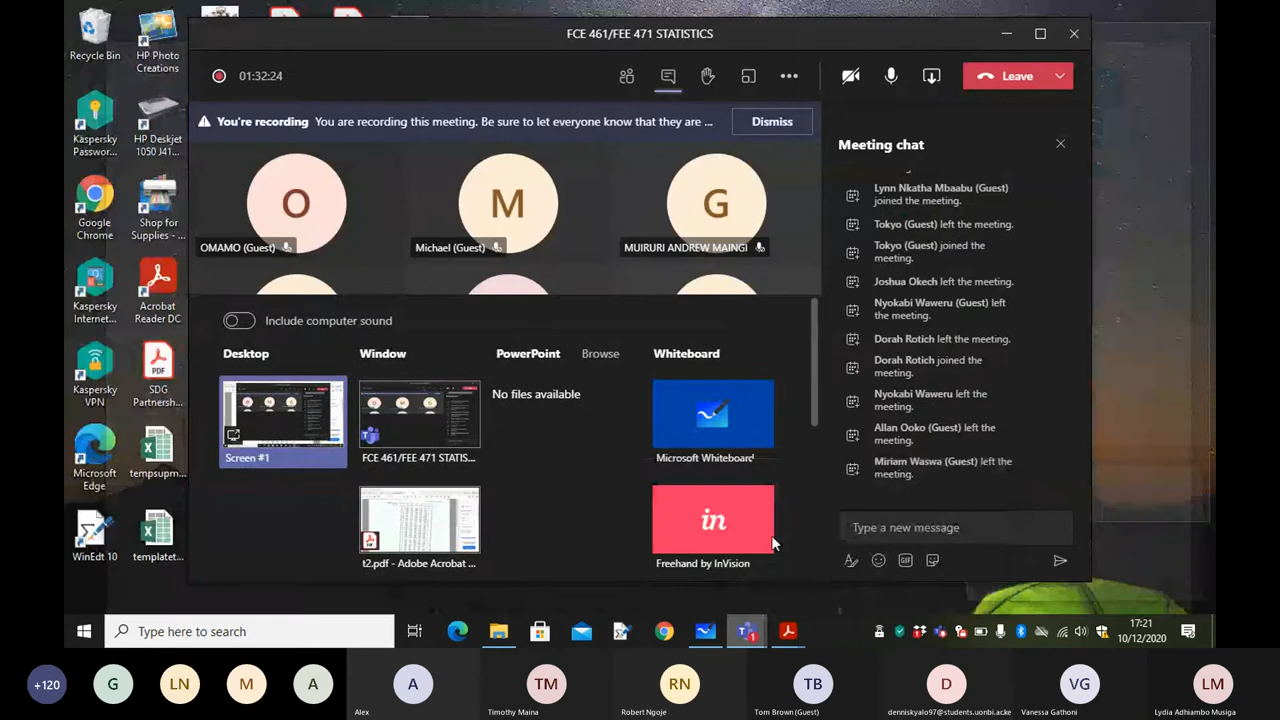 Recycle Bin
HP Photo
Creations
Kaspersky
Passwor...
HP Deskjet
1050 J41...
Google
Chrome
Shop for
Supplies - ...
Kaspersky
Internet...
Acrobat
Reader DC
Kaspersky
VPN
PDF
SDG
Partnersh...
Microsoft
Edge
tempsupm...
WinEdt 10
templatet...
FCE 461/FEE 471 STATISTICS
01:32:24
Leave
You're recording You are recording this meeting. Be sure to let everyone know that they are ...
Dismiss
O
M
G
OMAMO (Guest)
Michael (Guest)
MUIRURI ANDREW MAINGI
Include computer sound
Desktop
Window
PowerPoint
Browse
Whiteboard
No files available
Screen #1
FCE 461/FEE 471 STATIS...
Microsoft Whiteboard
in
t2.pdf - Adobe Acrobat ...
Freehand by InVision
Meeting chat
Lynn Nkatha Mbaabu (Guest)
joined the meeting.
Tokyo (Guest) left the meeting.
Tokyo (Guest) joined the
meeting.
Joshua Okech left the meeting.
Nyokabi Waweru (Guest) left
the meeting.
Dorah Rotich left the meeting.
Dorah Rotich joined the
meeting.
Nyokabi Waweru left the
meeting.
Allan Ooko (Guest) left the
meeting.
Miriam Waswa (Guest) left the
meeting.
Type a new message
GIF
Type here to search
17:21
10/12/2020
+120
G
LN
M
A
A
Alex
TM
Timothy Maina
RN
Robert Ngoje
TB
Tom Brown (Guest)
D
denniskyalo97@students.uonbi.ac.ke
VG
Vanessa Gathoni
LM
Lydia Adhiambo Musiga